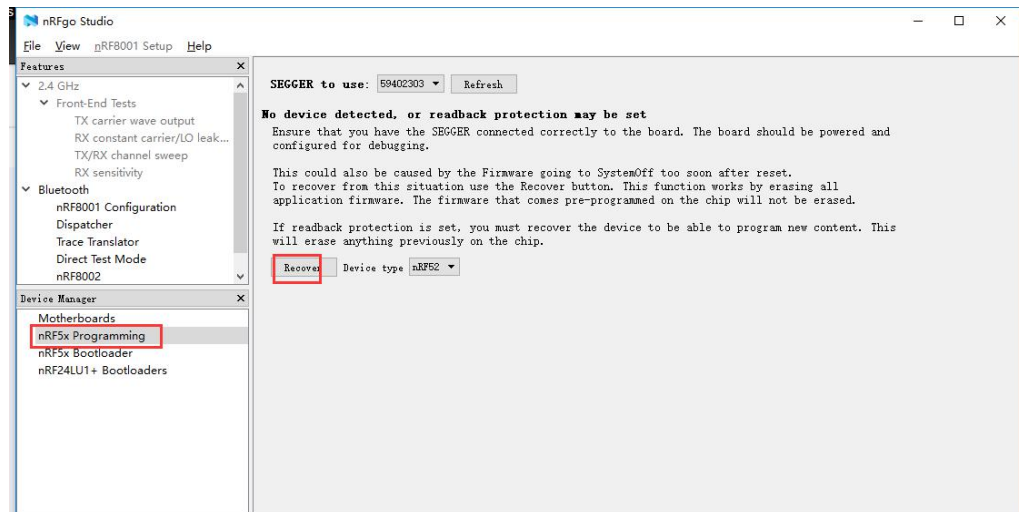 nRFgo Studio
File View nRF8001 Setup Help
Features
2.4 GHz
Front-End Tests
TX carrier wave output
RX constant carrier/LO leak...
TX/RX channel sweep
RX sensitivity
Bluetooth
nRF8001 Configuration
Dispatcher
Trace Translator
Direct Test Mode
nRF8002
Device Manager
Motherboards
nRF5x Programming
nRF5x Bootloader
nRF24LU1+ Bootloaders
SEGGER to use: 59402303 Refresh
No device detected, or readback protection may be set
Ensure that you have the SEGGER connected correctly to the board. The board should be powered and
configured for debugging.
This could also be caused by the Firmware going to SystemOff too soon after reset.
To recover from this situation use the Recover button. This function works by erasing all
application firmware. The firmware that comes pre-programmed on the chip will not be erased.
If readback protection is set, you must recover the device to be able to program new content. This
will erase anything previously on the chip.
Recover Device type nRF52